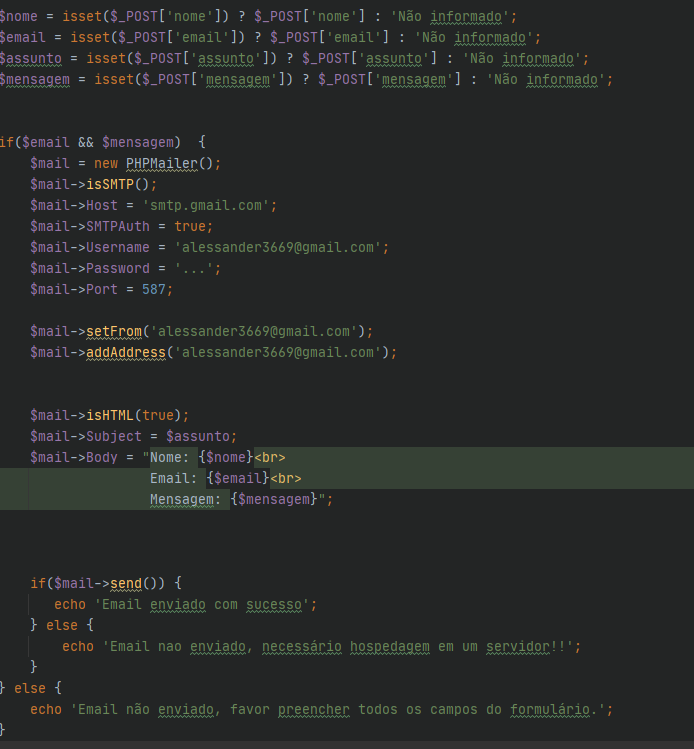 $nome = isset($_POST['nome']) ? $_POST['nome'] : 'Não informado';
$email = isset($_POST['email']) ? $_POST['email'] : 'Não informado';
$assunto = isset($_POST['assunto']) ? $_POST['assunto'] : 'Não informado';
$mensagem = isset($_POST['mensagem']) ? $_POST['mensagem'] : 'Não informado';
if($email && $mensagem)  {
$mail = new PHPMailer();
$mail->isSMTP();
$mail->Host = 'smtp.gmail.com';
$mail->SMTPAuth = true;
$mail->Username = 'alessander3669@gmail.com';
$mail->Password = '...';
$mail->Port = 587;
$mail->setFrom('alessander3669@gmail.com');
$mail->addAddress('alessander3669@gmail.com');
$mail->isHTML(true);
$mail->Subject = $assunto;
$mail->Body = "Nome: {$nome}<br>
Email: {$email}<br>
Mensagem: {$mensagem}";
if($mail->send()) {
echo 'Email enviado com sucesso';
} else {
echo 'Email nao enviado, necessário hospedagem em um servidor!!';
}
} else {
echo 'Email não enviado, favor preencher todos os campos do formulário.';
}